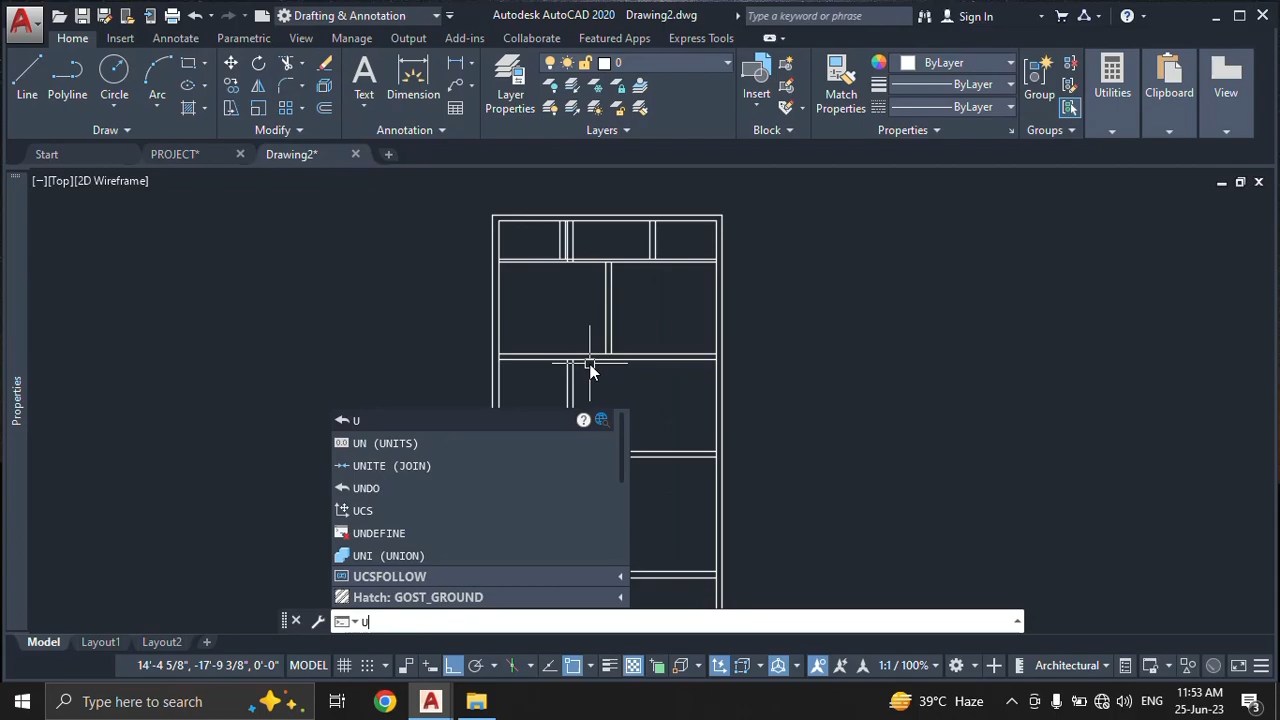 A Drafting & Annotation Autodesk AutoCAD 2020 Drawing2.dwg Type a keyword or phrase Sign In
Home Insert Annotate Parametric View Manage Output Add-ins Collaborate Featured Apps Express Tools
0 ByLayer
ByLayer
Line Polyline Circle Arc Text Dimension Layer Properties Insert Match Properties ByLayer Group Utilities Clipboard View
Draw Modify Annotation Layers Block Properties Groups
Start PROJECT* Drawing2*
[−][Top][2D Wireframe]
Properties
U
UN (UNITS)
UNITE (JOIN)
UNDO
UCS
UNDEFINE
UNI (UNION)
UCSFOLLOW
Hatch: GOST_GROUND
U
Model Layout1 Layout2
14'-4 5/8", -17'-9 3/8", 0'-0" MODEL 1:1 / 100% Architectural
Type here to search 39°C Haze ENG 11:53 AM
25-Jun-23 3